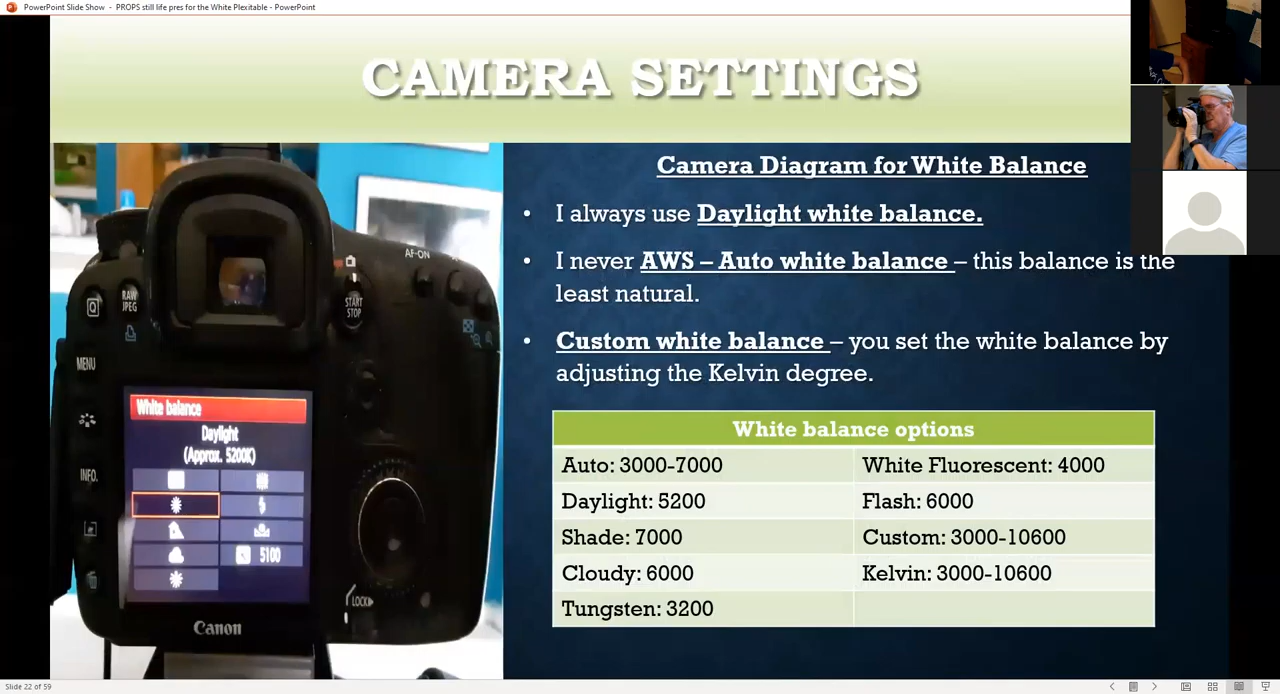 PowerPoint Slide Show - PROPS still life pres for the White Plexitable - PowerPoint
CAMERA SETTINGS
AF-ON
RAW
JPEG
START
STOP
MENU
INFO.
White balance
Daylight
(Approx. 5200K)
5100
LOCK
Canon
Camera Diagram for White Balance
• I always use Daylight white balance.
• I never AWS – Auto white balance – this balance is the
least natural.
• Custom white balance – you set the white balance by
adjusting the Kelvin degree.
White balance options
Auto: 3000-7000 White Fluorescent: 4000
Daylight: 5200 Flash: 6000
Shade: 7000 Custom: 3000-10600
Cloudy: 6000 Kelvin: 3000-10600
Tungsten: 3200
Slide 22 of 59